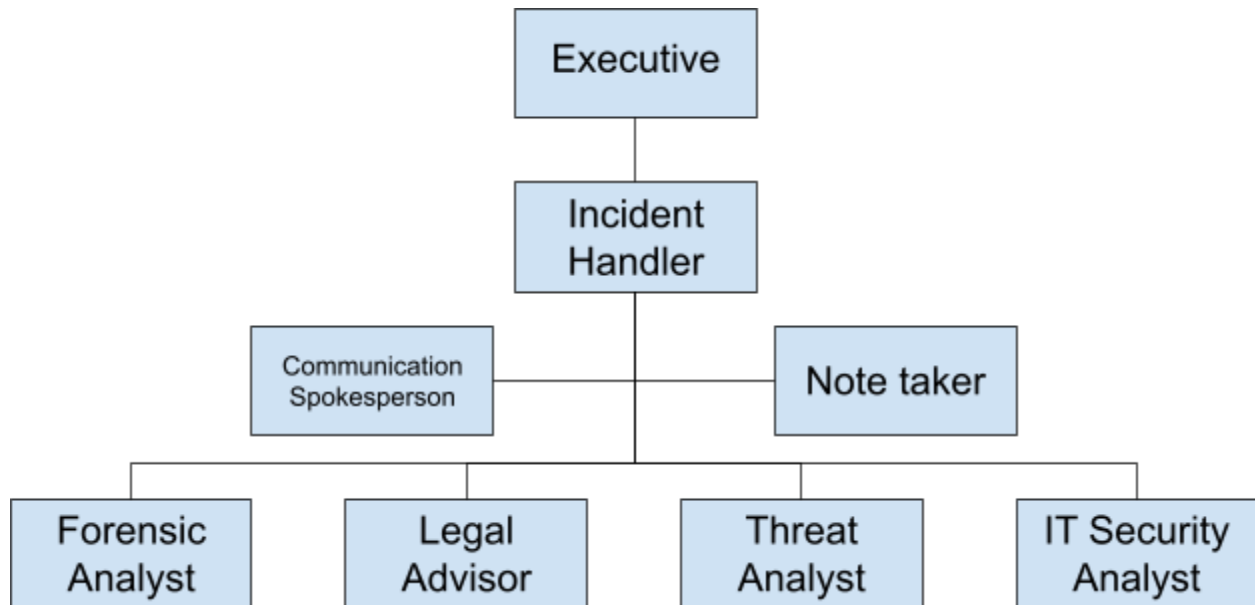 Executive
Incident
Handler
Communication
Spokesperson
Note taker
Forensic
Analyst
Legal
Advisor
Threat
Analyst
IT Security
Analyst